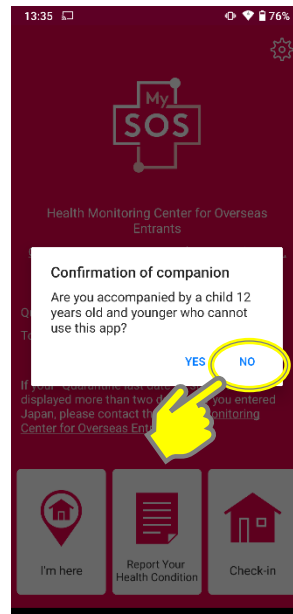 13:35
76%
My
SOS
Health Monitoring Center for Overseas
Entrants
Confirmation of companion
Are you accompanied by a child 12
years old and younger who cannot
use this app?
YES
NO
If your
displayed more than two
you entered
Japan, please contact
Center for Overseas
I'm here
Report Your
Health Condition
Check-in